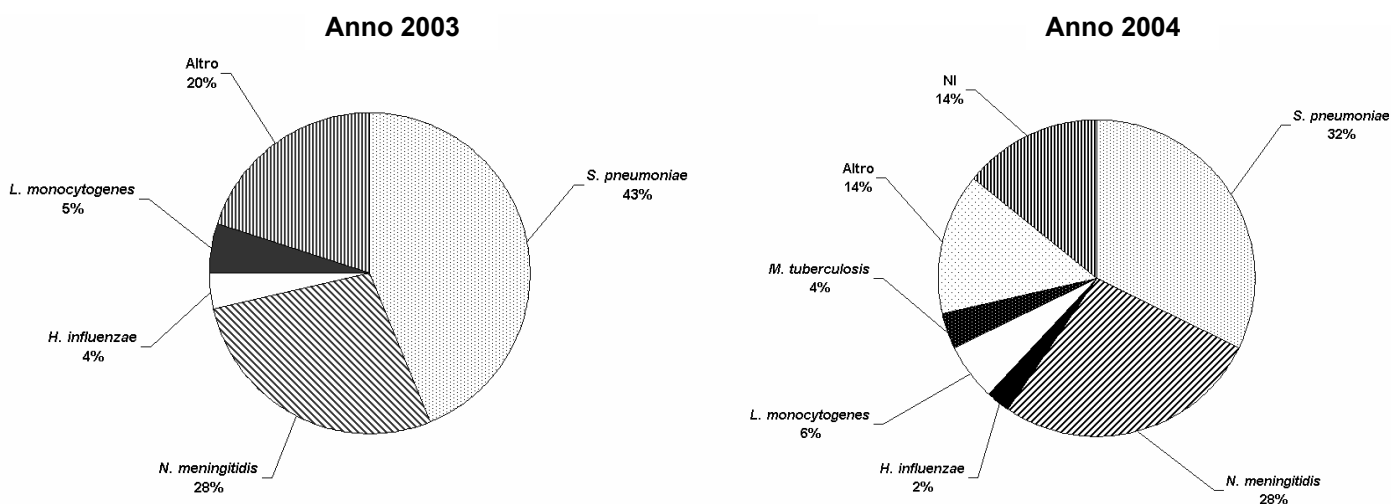 Anno 2003
Altro
20%
L. monocytogenes
5%
S. pneumoniae
43%
H. influenzae
4%
N. meningitidis
28%
Anno 2004
NI
14%
S. pneumoniae
32%
Altro
14%
M. tuberculosis
4%
L. monocytogenes
6%
H. influenzae
2%
N. meningitidis
28%